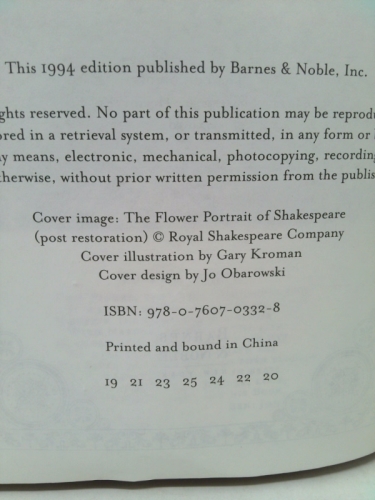 This 1994 edition published by Barnes & Noble, Inc.
rights reserved. No part of this publication may be reprodu
ored in a retrieval system, or transmitted, in any form or
y means, electronic, mechanical, photocopying, recording
therwise, without prior written permission from the publis
Cover image: The Flower Portrait of Shakespeare
(post restoration) © Royal Shakespeare Company
Cover illustration by Gary Kroman
Cover design by Jo Obarowski
ISBN: 978-0-7607-0332-8
Printed and bound in China
19 21 23 25 24 22 20